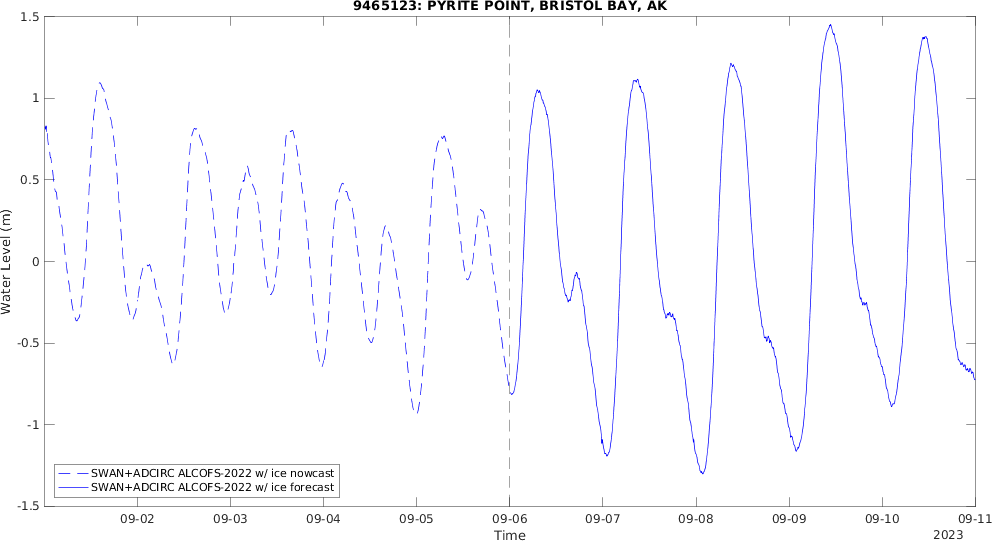 9465123: PYRITE POINT, BRISTOL BAY, AK
1.5
1
0.5
0
-0.5
-1
-1.5
Water Level (m)
SWAN+ADCIRC ALCOFS-2022 w/ ice nowcast
SWAN+ADCIRC ALCOFS-2022 w/ ice forecast
09-02 09-03 09-04 09-05 09-06 09-07 09-08 09-09 09-10 09-11
Time
2023